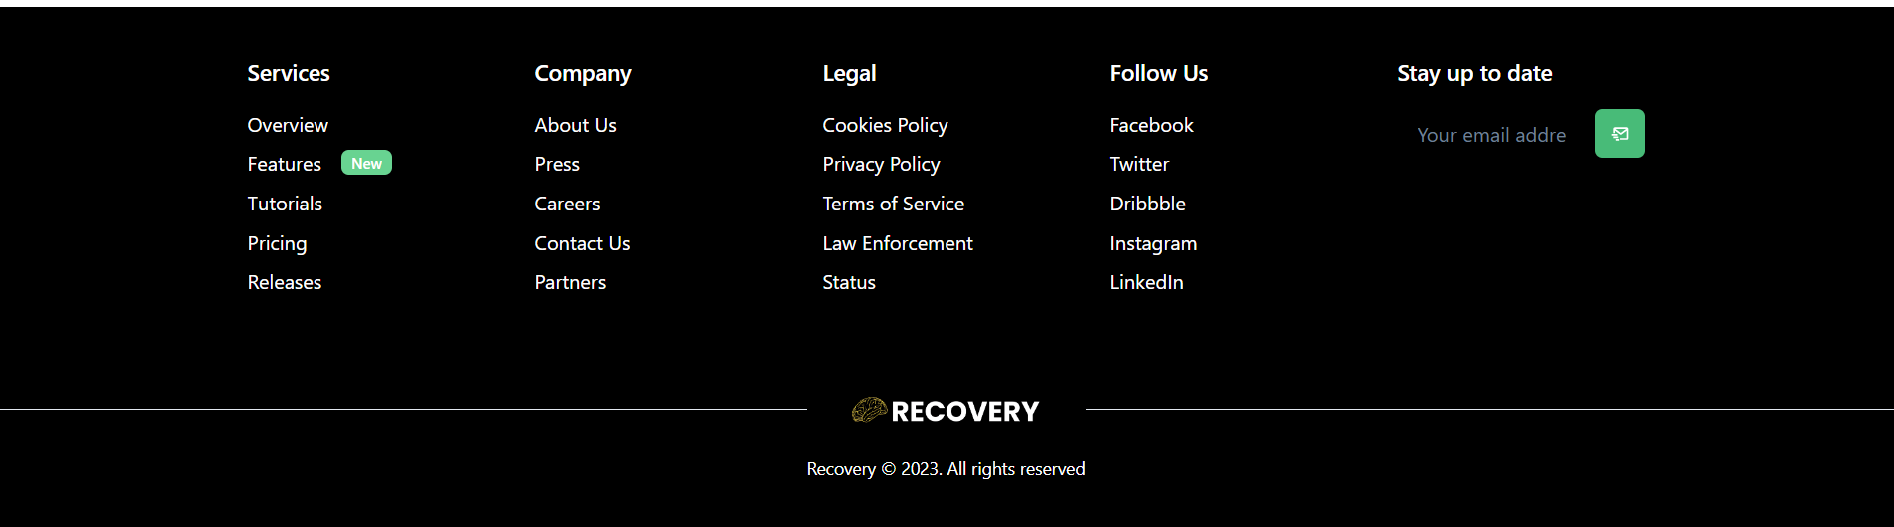 Services
Overview
Features New
Tutorials
Pricing
Releases
Company
About Us
Press
Careers
Contact Us
Partners
Legal
Cookies Policy
Privacy Policy
Terms of Service
Law Enforcement
Status
Follow Us
Facebook
Twitter
Dribbble
Instagram
LinkedIn
Stay up to date
Your email addre
RECOVERY
Recovery © 2023. All rights reserved